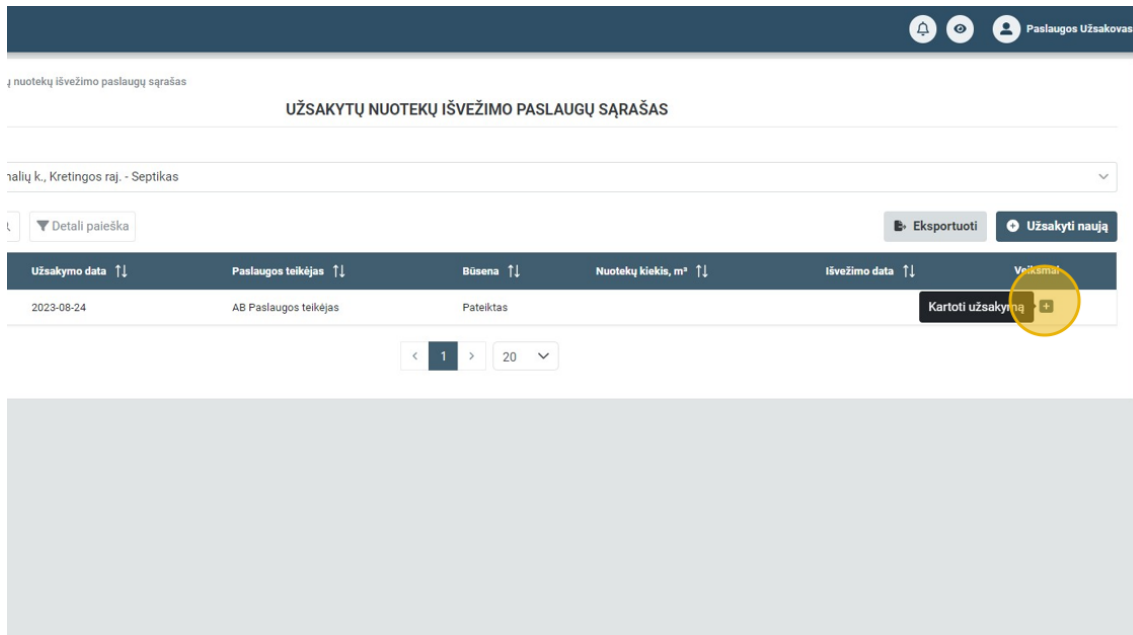 Paslaugos Užsakovas
nuotekų išvežimo paslaugų sąrašas
UŽSAKYTŲ NUOTEKŲ IŠVEŽIMO PASLAUGŲ SĄRAŠAS
k., Kretingos raj. - Septikas
Detali paieška
Eksportuoti
Užsakyti naują
Užsakymo data Paslaugos teikėjas Būsena Nuotekų kiekis, m³ Išvežimo data Veiksmai
2023-08-24 AB Paslaugos teikėjas Pateiktas
Kartoti užsakymą
< 1 > 20